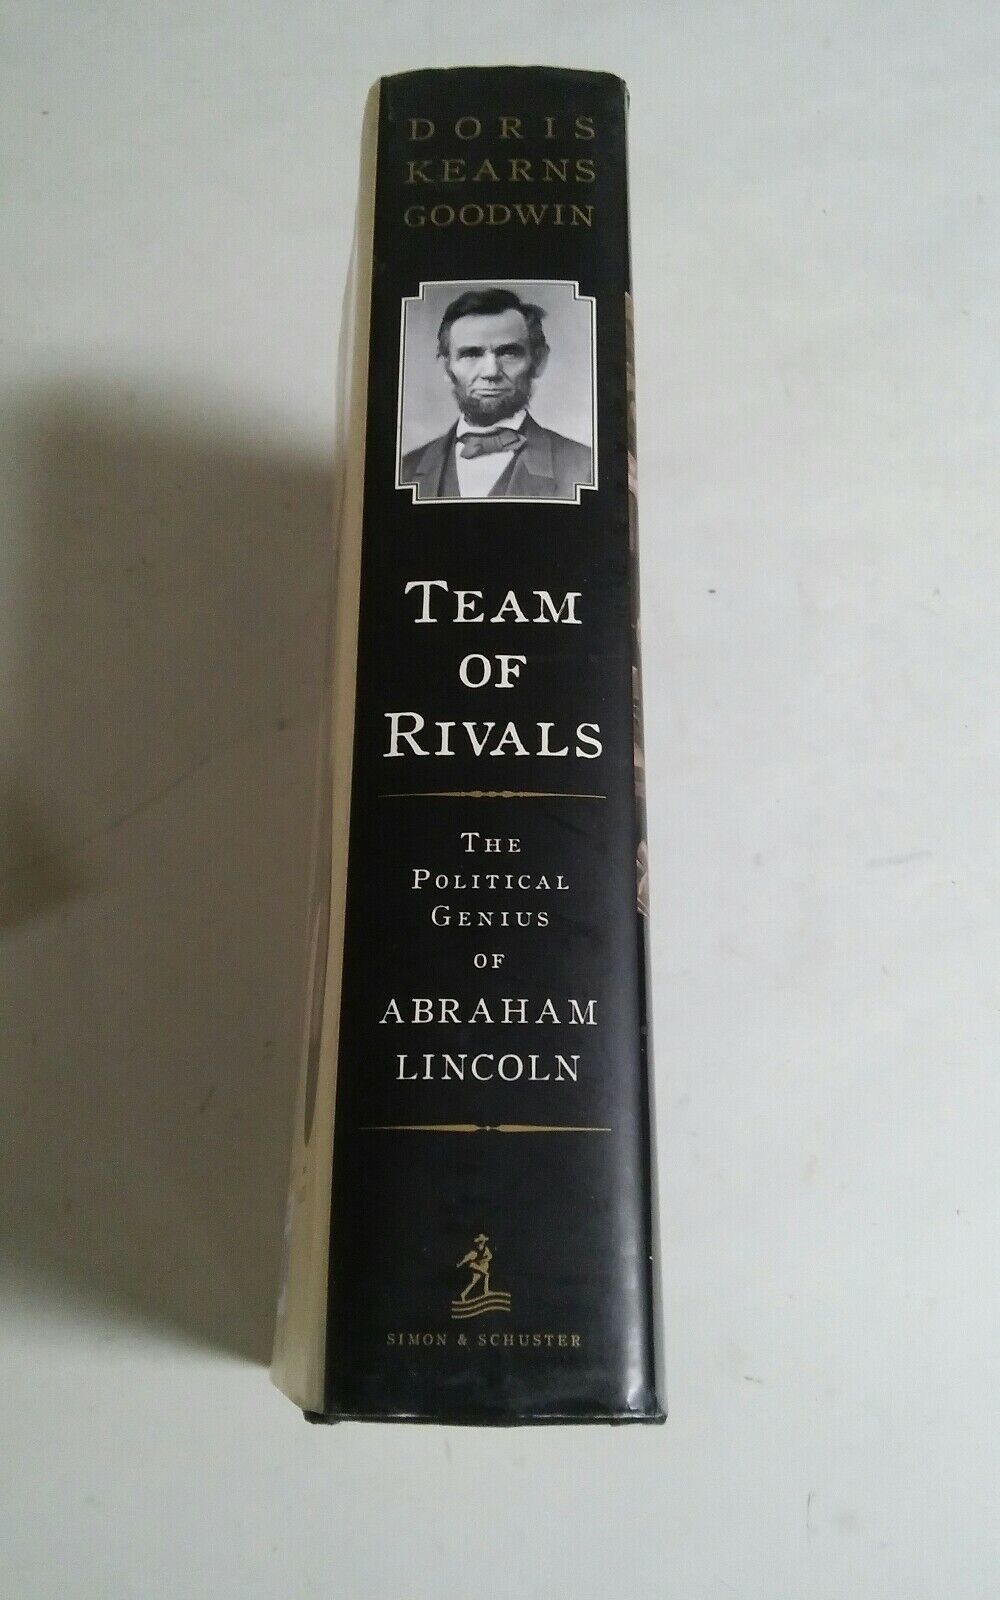 DORIS
KEARNS
GOODWIN
TEAM
OF
RIVALS
THE
POLITICAL
GENIUS
OF
ABRAHAM
LINCOLN
SIMON & SCHUSTER